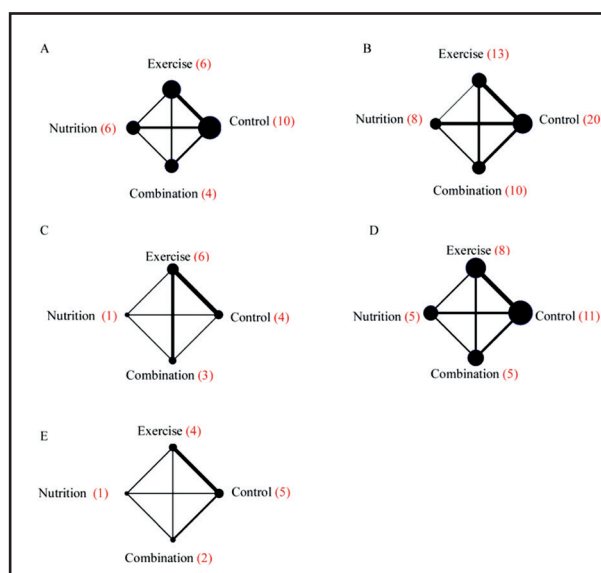 A
Exercise (6)
Nutrition (6)
Control (10)
Combination (4)
B
Exercise (13)
Nutrition (8)
Control (20)
Combination (10)
C
Exercise (6)
Nutrition (1)
Control (4)
Combination (3)
D
Exercise (8)
Nutrition (5)
Control (11)
Combination (5)
E
Exercise (4)
Nutrition (1)
Control (5)
Combination (2)